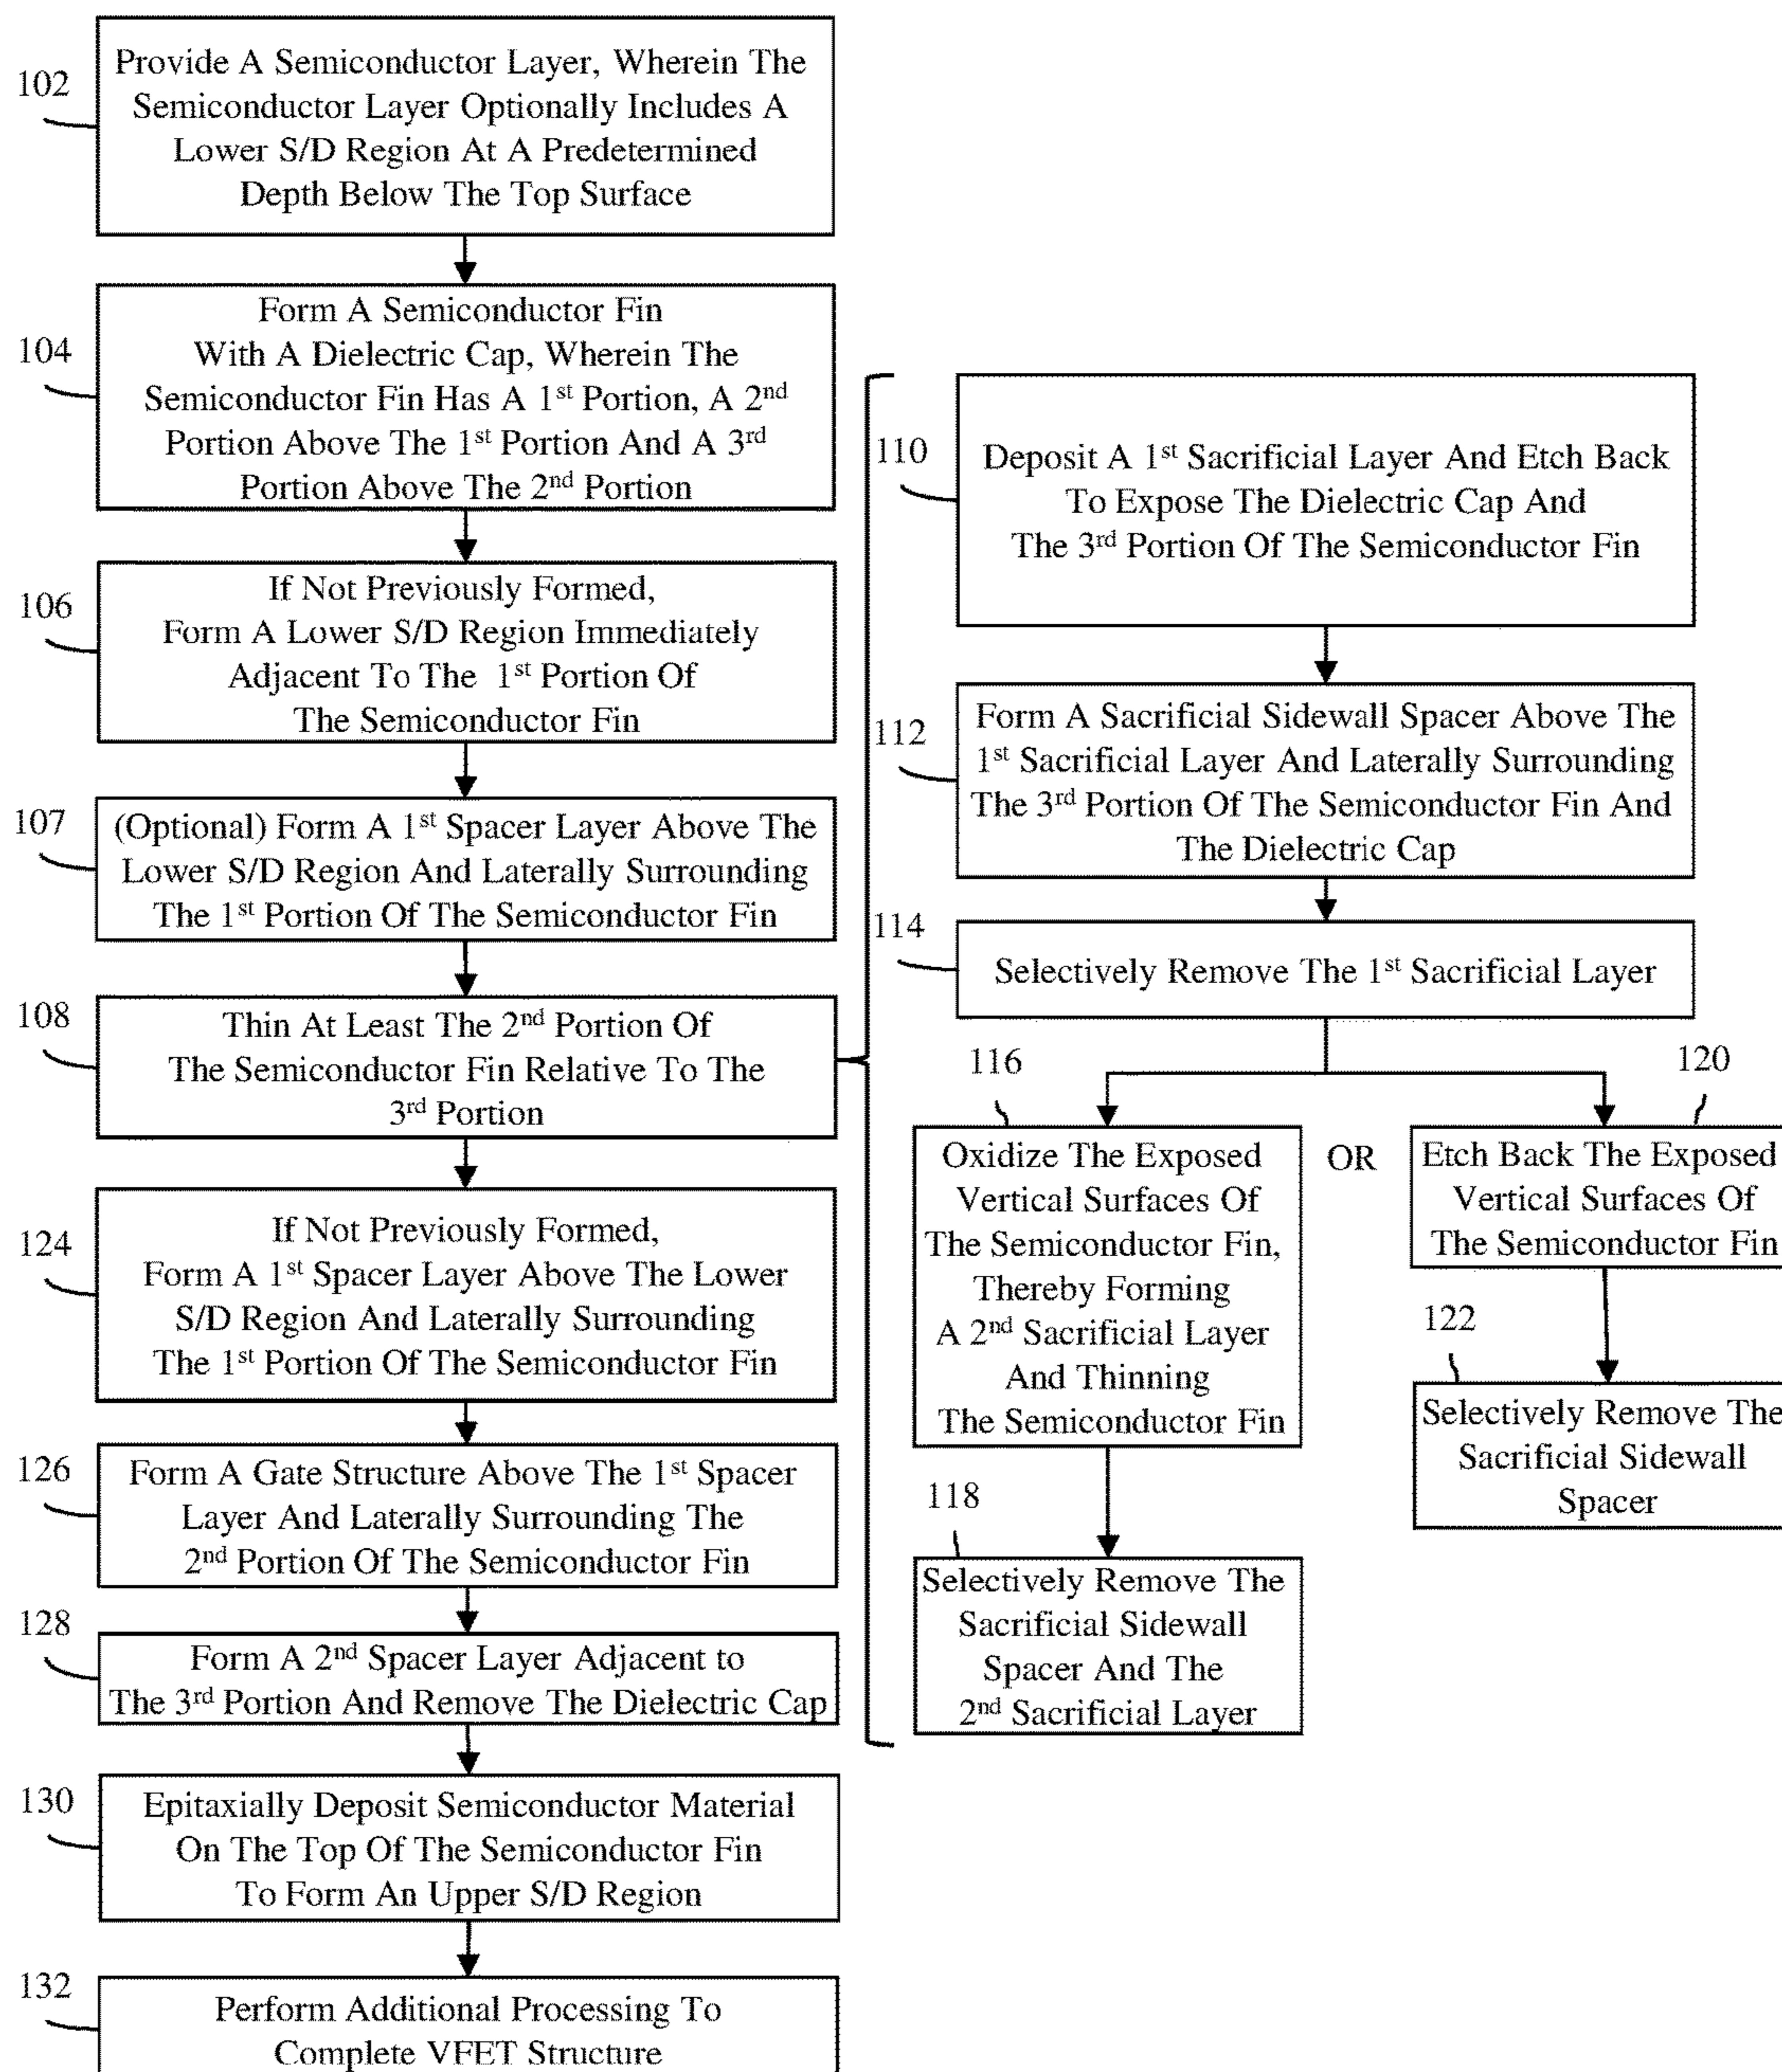 102
Provide A Semiconductor Layer, Wherein The
Semiconductor Layer Optionally Includes A
Lower S/D Region At A Predetermined
Depth Below The Top Surface
104
Form A Semiconductor Fin
With A Dielectric Cap, Wherein The
Semiconductor Fin Has A 1st Portion, A 2nd
Portion Above The 1st Portion And A 3rd
Portion Above The 2nd Portion
106
If Not Previously Formed,
Form A Lower S/D Region Immediately
Adjacent To The 1st Portion Of
The Semiconductor Fin
107
(Optional) Form A 1st Spacer Layer Above The
Lower S/D Region And Laterally Surrounding
The 1st Portion Of The Semiconductor Fin
108
Thin At Least The 2nd Portion Of
The Semiconductor Fin Relative To The
3rd Portion
110
Deposit A 1st Sacrificial Layer And Etch Back
To Expose The Dielectric Cap And
The 3rd Portion Of The Semiconductor Fin
112
Form A Sacrificial Sidewall Spacer Above The
1st Sacrificial Layer And Laterally Surrounding
The 3rd Portion Of The Semiconductor Fin And
The Dielectric Cap
114
Selectively Remove The 1st Sacrificial Layer
116
Oxidize The Exposed
Vertical Surfaces Of
The Semiconductor Fin,
Thereby Forming
A 2nd Sacrificial Layer
And Thinning
The Semiconductor Fin
OR
120
Etch Back The Exposed
Vertical Surfaces Of
The Semiconductor Fin
118
Selectively Remove The
Sacrificial Sidewall
Spacer And The
2nd Sacrificial Layer
122
Selectively Remove The
Sacrificial Sidewall
Spacer
124
If Not Previously Formed,
Form A 1st Spacer Layer Above The Lower
S/D Region And Laterally Surrounding
The 1st Portion Of The Semiconductor Fin
126
Form A Gate Structure Above The 1st Spacer
Layer And Laterally Surrounding The
2nd Portion Of The Semiconductor Fin
128
Form A 2nd Spacer Layer Adjacent to
The 3rd Portion And Remove The Dielectric Cap
130
Epitaxially Deposit Semiconductor Material
On The Top Of The Semiconductor Fin
To Form An Upper S/D Region
132
Perform Additional Processing To
Complete VFET Structure